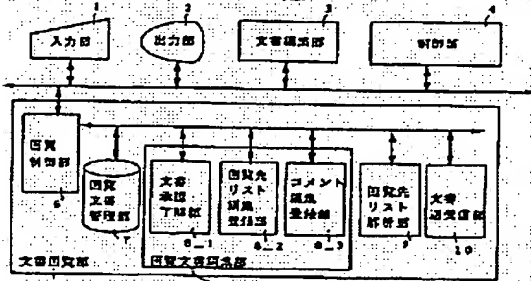 1
入力部
2
出力部
3
文書編集部
4
制御部
回覧
制御部
6
回覧
文書
管理部
7
文書
承認
了解部
8_1
回覧先
リスト
編集
登録部
8_2
コメント
編集
登録部
8_3
回覧先
リスト
解析部
9
文書
送受信部
10
文書回覧部
回覧文書編集部